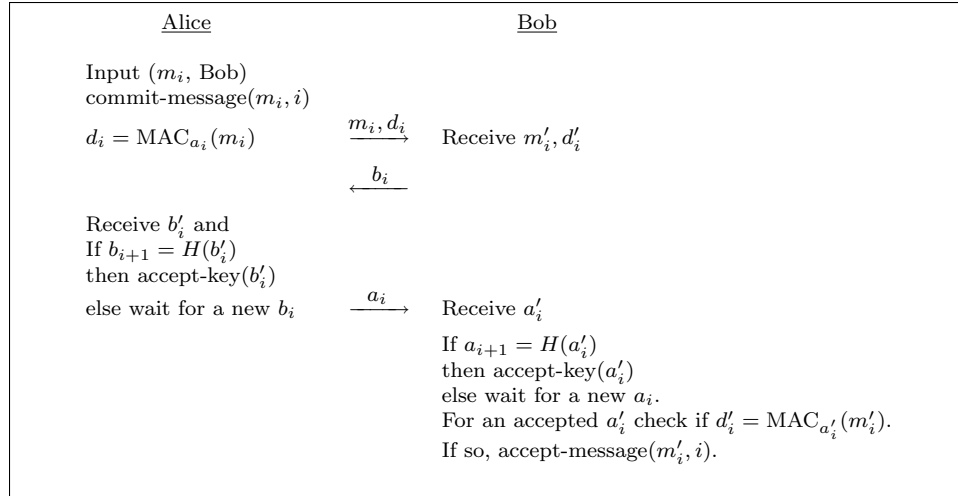 Alice Bob
Input (m_i, Bob)
commit-message(m_i, i)
d_i = MAC_{a_i}(m_i) m_i, d_i ⟶ Receive m'_i, d'_i
b_i ⟵
Receive b'_i and
If b_{i+1} = H(b'_i)
then accept-key(b'_i)
else wait for a new b_i a_i ⟶ Receive a'_i
If a_{i+1} = H(a'_i)
then accept-key(a'_i)
else wait for a new a_i.
For an accepted a'_i check if d'_i = MAC_{a'_i}(m'_i).
If so, accept-message(m'_i, i).